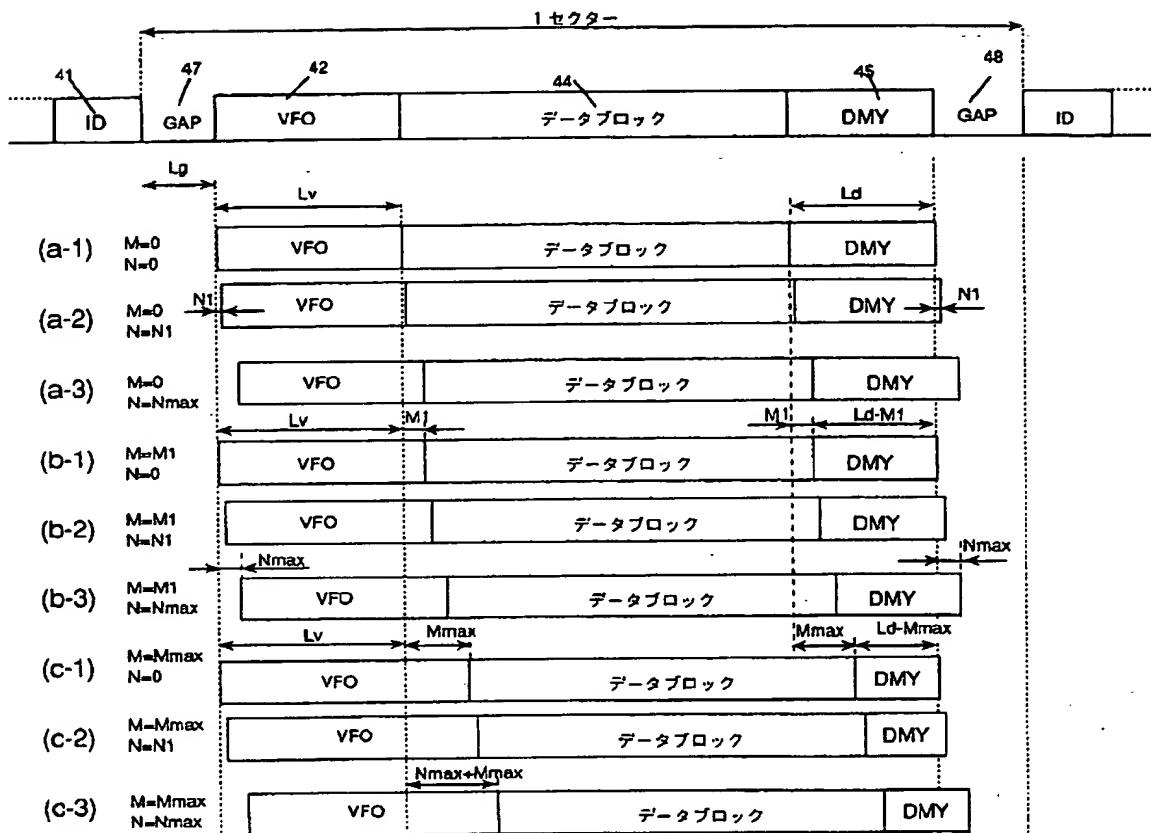 1 セクター
41 47 42 44 45 48
ID GAP VFO データブロック DMY GAP ID
Lg
Lv Ld
(a-1) M=0 N=0 VFO データブロック DMY
(a-2) M=0 N=N1 N1 VFO データブロック DMY N1
(a-3) M=0 N=Nmax VFO データブロック DMY
Lv M1 M1 Ld-M1
(b-1) M=M1 N=0 VFO データブロック DMY
(b-2) M=M1 N=N1 VFO データブロック DMY
Nmax Nmax
(b-3) M=M1 N=Nmax VFO データブロック DMY
Lv Mmax Mmax Ld-Mmax
(c-1) M=Mmax N=0 VFO データブロック DMY
(c-2) M=Mmax N=N1 VFO データブロック DMY
Nmax+Mmax
(c-3) M=Mmax N=Nmax VFO データブロック DMY